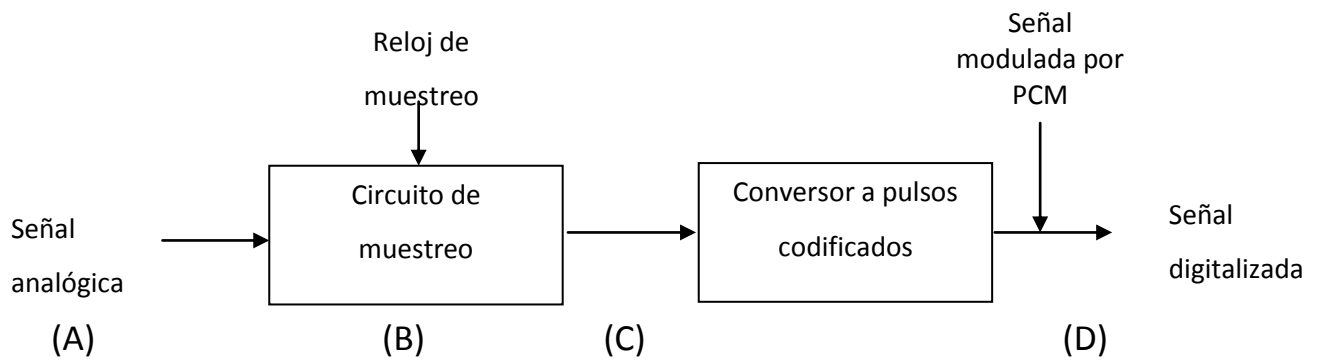 Reloj de
muestreo
Señal
modulada por
PCM
Señal
analógica
Circuito de
muestreo
Conversor a pulsos
codificados
Señal
digitalizada
(A)
(B)
(C)
(D)